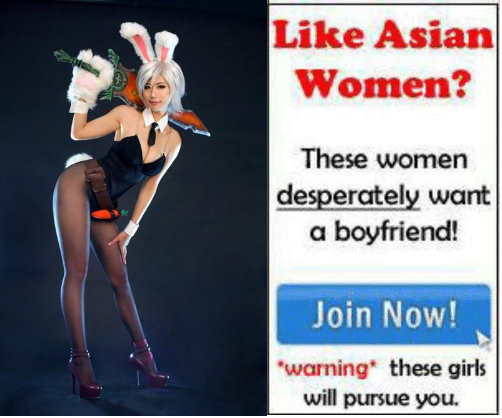 Like Asian
Women?
These women
desperately want
a boyfriend!
Join Now!
*warning* these girls
will pursue you.